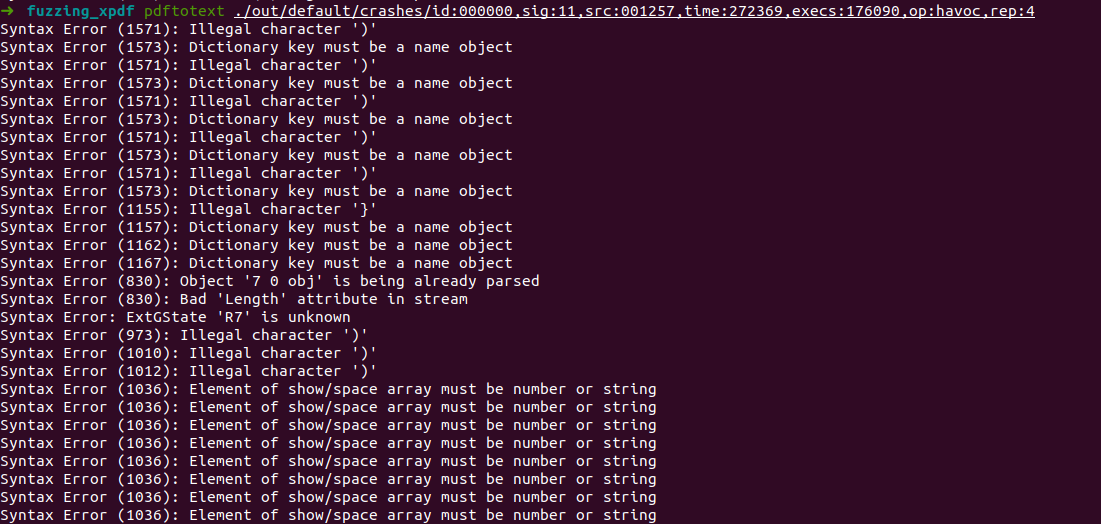 ➜ fuzzing_xpdf pdftotext ./out/default/crashes/id:000000,sig:11,src:001257,time:272369,execs:176090,op:havoc,rep:4
Syntax Error (1571): Illegal character ')'
Syntax Error (1573): Dictionary key must be a name object
Syntax Error (1571): Illegal character ')'
Syntax Error (1573): Dictionary key must be a name object
Syntax Error (1571): Illegal character ')'
Syntax Error (1573): Dictionary key must be a name object
Syntax Error (1571): Illegal character ')'
Syntax Error (1573): Dictionary key must be a name object
Syntax Error (1571): Illegal character ')'
Syntax Error (1573): Dictionary key must be a name object
Syntax Error (1155): Illegal character '}'
Syntax Error (1157): Dictionary key must be a name object
Syntax Error (1162): Dictionary key must be a name object
Syntax Error (1167): Dictionary key must be a name object
Syntax Error (830): Object '7 0 obj' is being already parsed
Syntax Error (830): Bad 'Length' attribute in stream
Syntax Error: ExtGState 'R7' is unknown
Syntax Error (973): Illegal character ')'
Syntax Error (1010): Illegal character ')'
Syntax Error (1012): Illegal character ')'
Syntax Error (1036): Element of show/space array must be number or string
Syntax Error (1036): Element of show/space array must be number or string
Syntax Error (1036): Element of show/space array must be number or string
Syntax Error (1036): Element of show/space array must be number or string
Syntax Error (1036): Element of show/space array must be number or string
Syntax Error (1036): Element of show/space array must be number or string
Syntax Error (1036): Element of show/space array must be number or string
Syntax Error (1036): Element of show/space array must be number or string